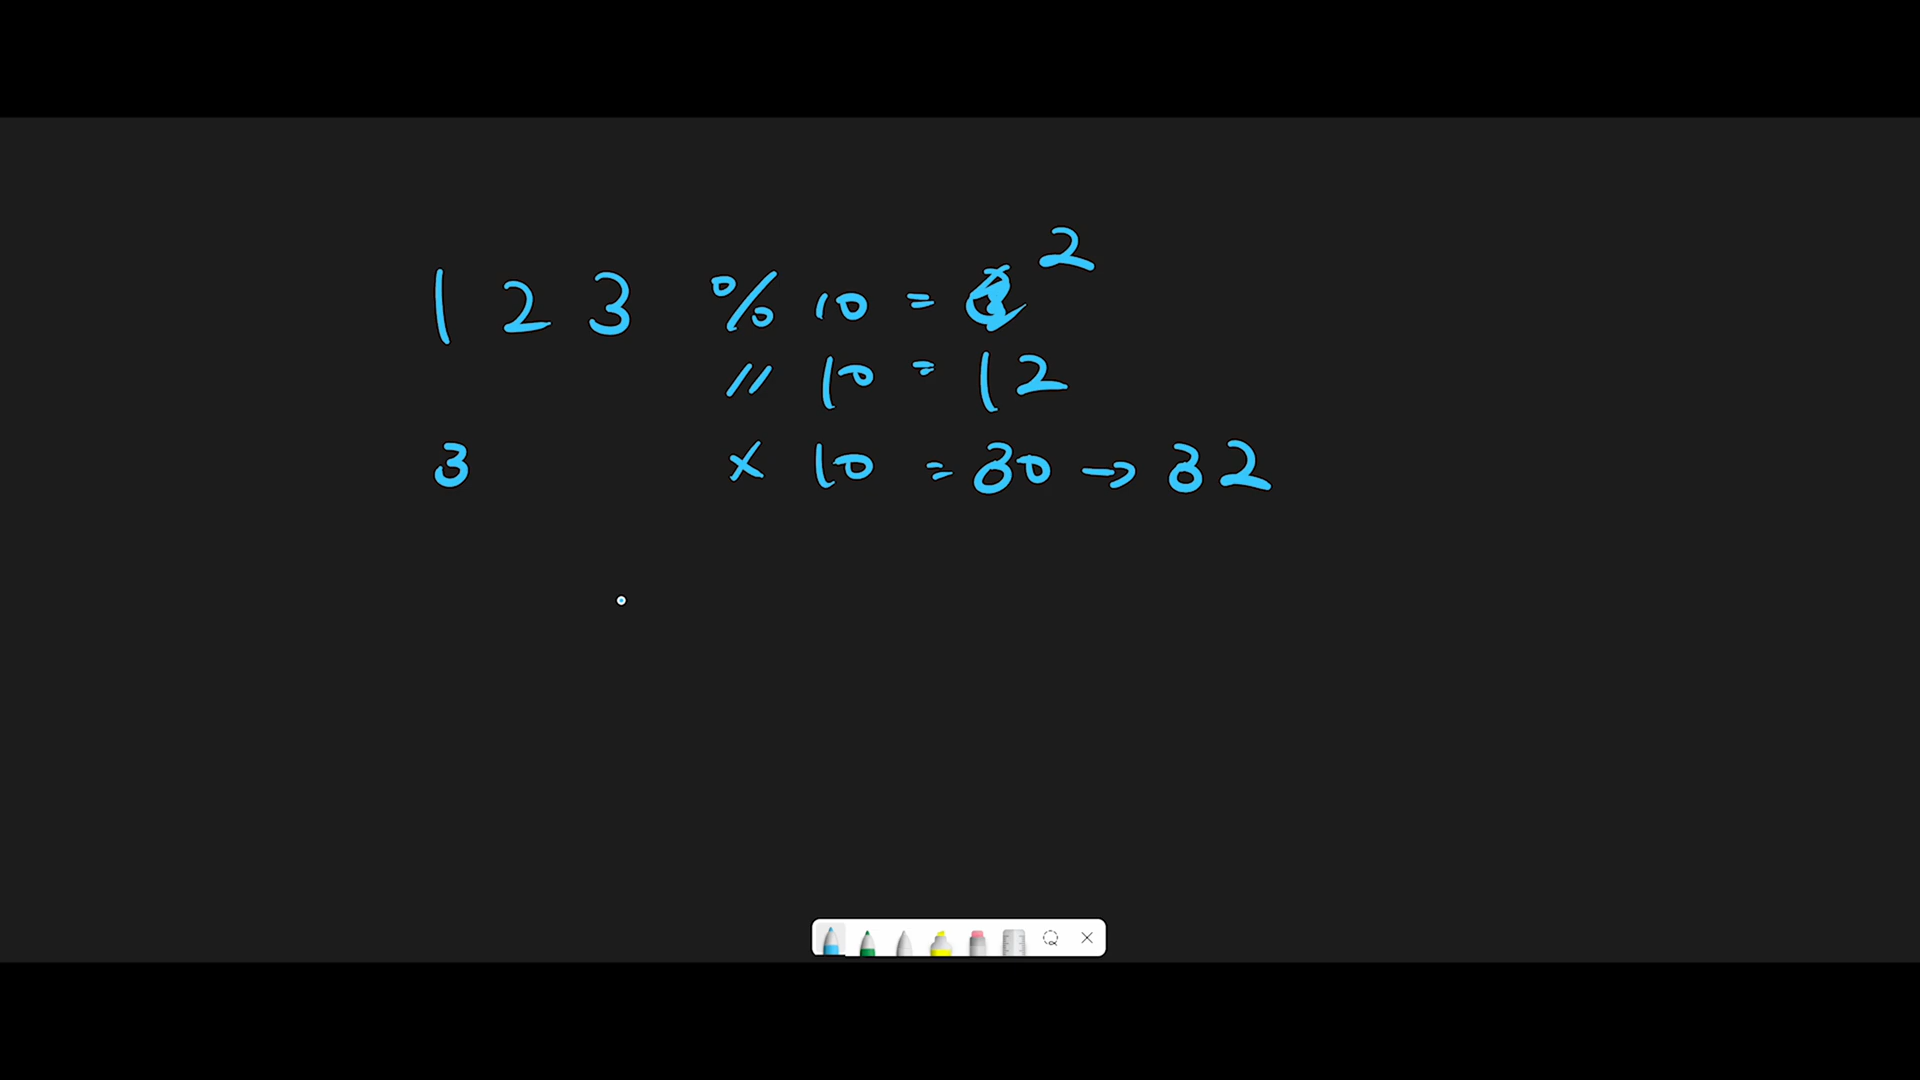 1 2 3 % 10 = 2
// 10 = 12
3 × 10 = 30 → 32